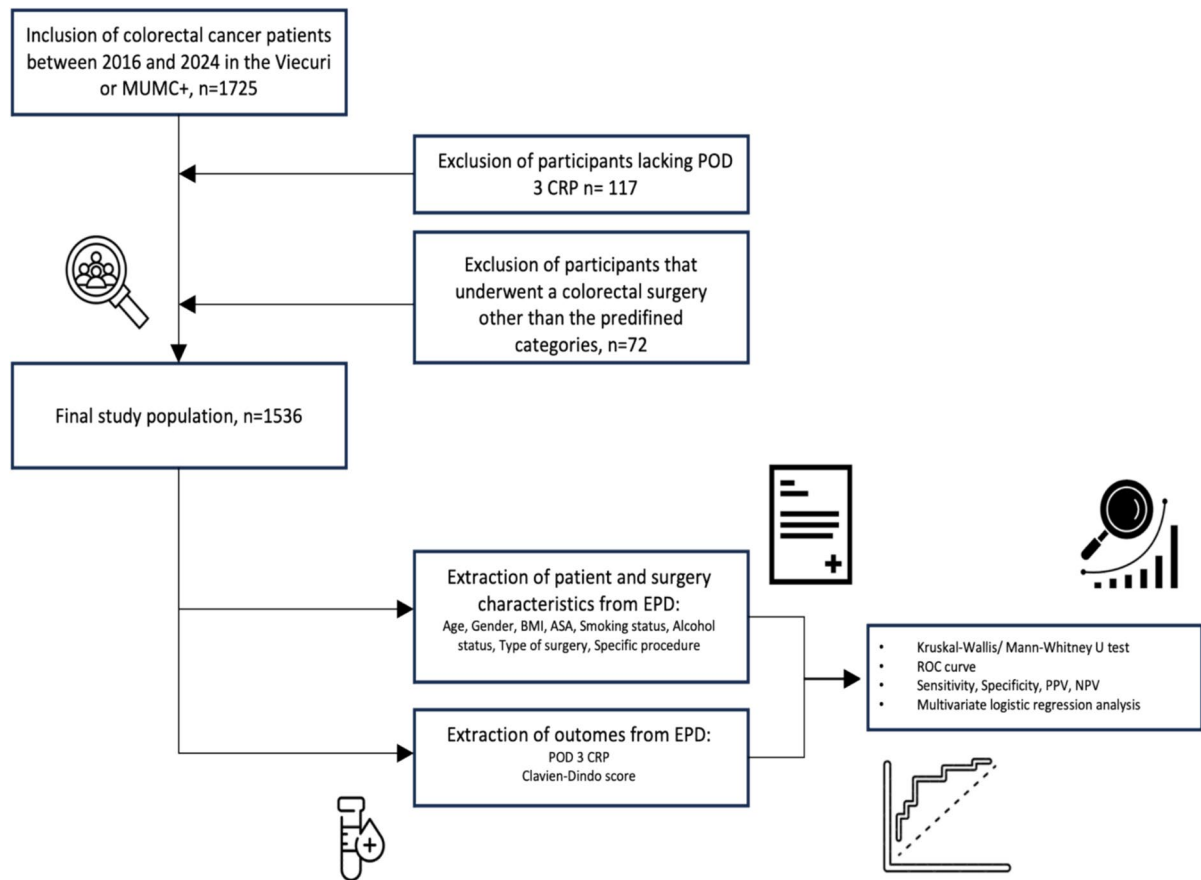 Inclusion of colorectal cancer patients
between 2016 and 2024 in the Viecuri
or MUMC+, n=1725
Exclusion of participants lacking POD
3 CRP n= 117
Exclusion of participants that
underwent a colorectal surgery
other than the predifined
categories, n=72
Final study population, n=1536
Extraction of patient and surgery
characteristics from EPD:
Age, Gender, BMI, ASA, Smoking status, Alcohol
status, Type of surgery, Specific procedure
Extraction of outcomes from EPD:
POD 3 CRP
Clavien-Dindo score
• Kruskal-Wallis/ Mann-Whitney U test
• ROC curve
• Sensitivity, Specificity, PPV, NPV
• Multivariate logistic regression analysis